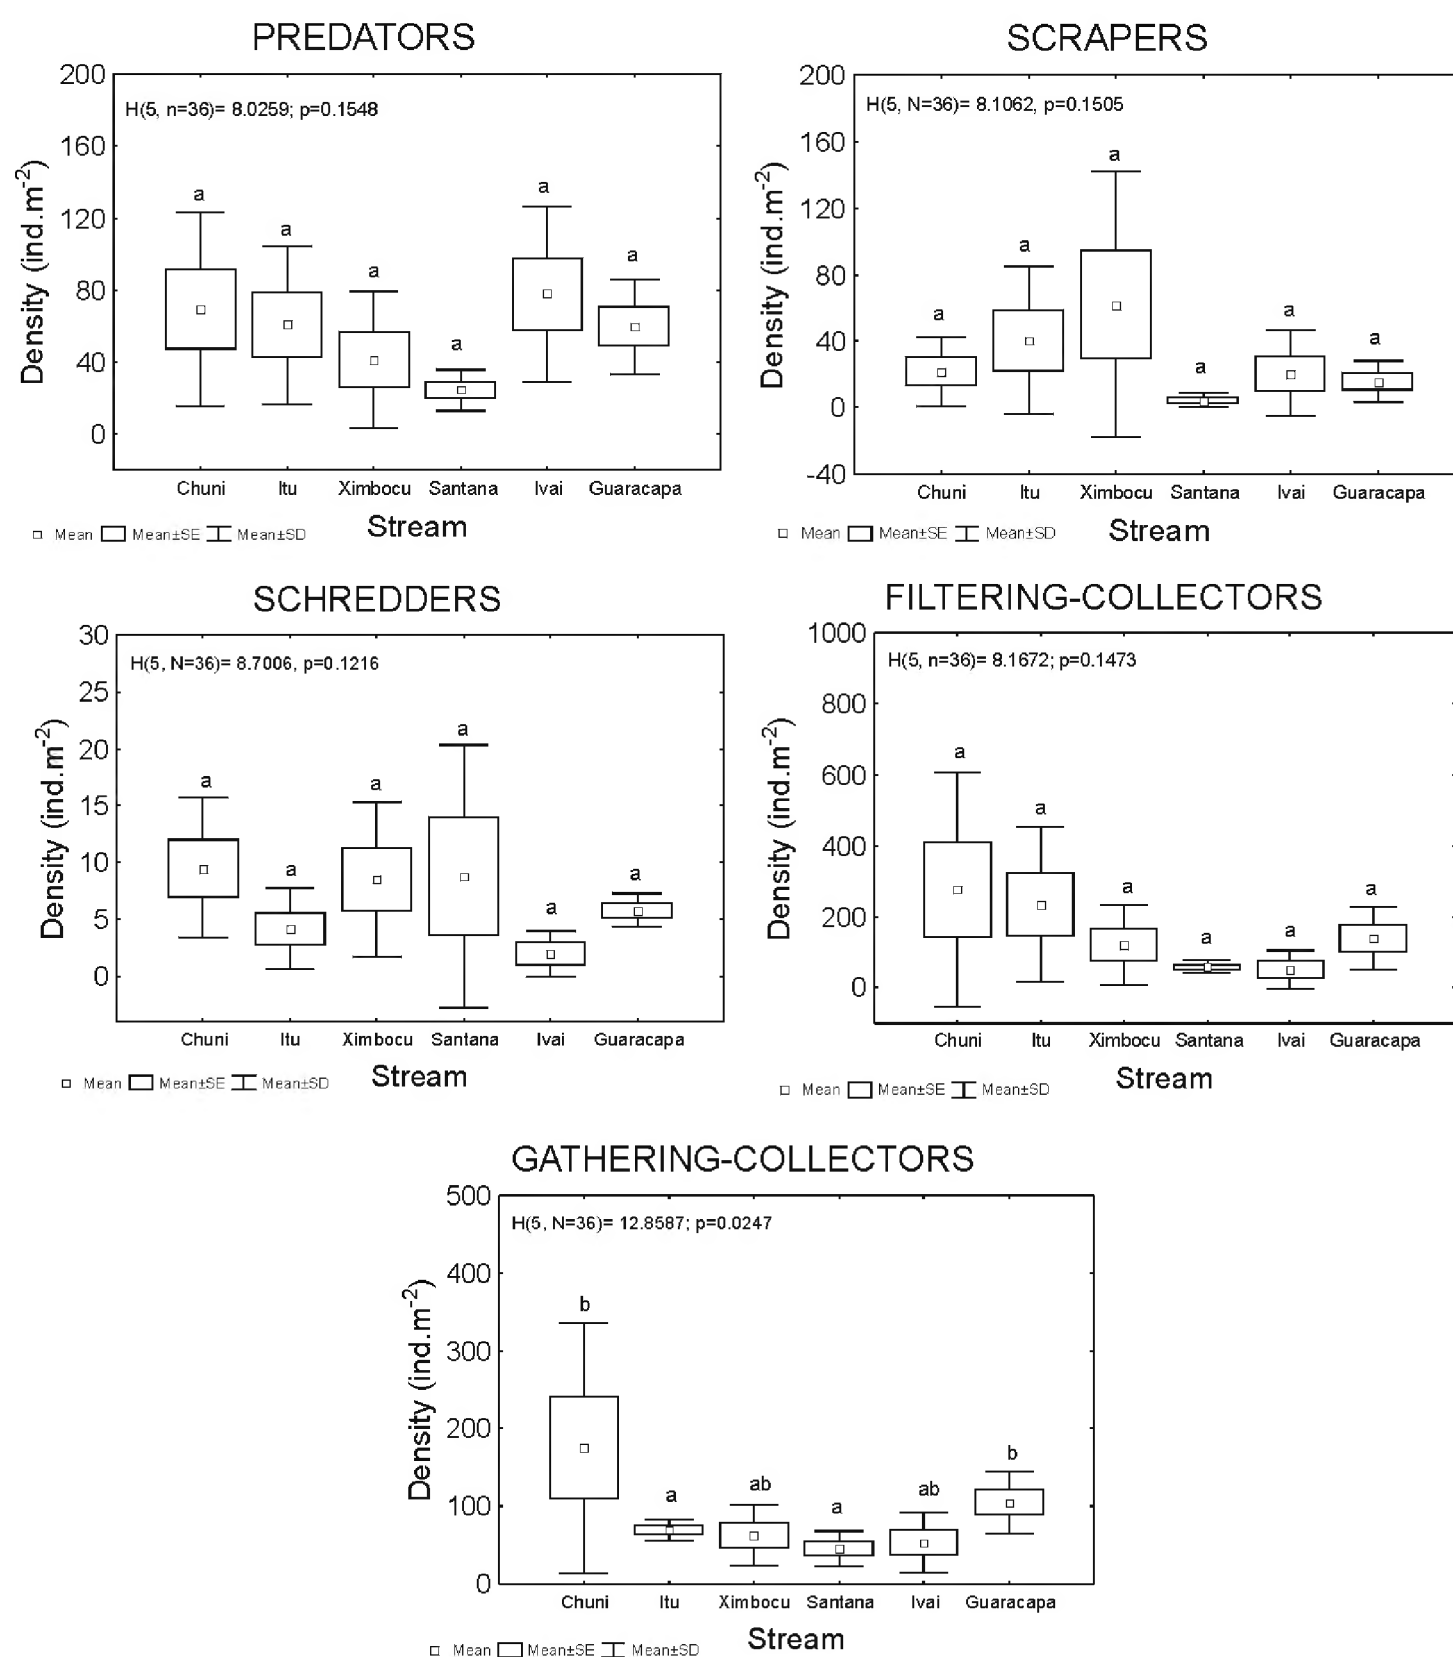 PREDATORS
H(5, n=36)= 8.0259; p=0.1548
200
160
120
80
40
0
Density (ind.m-2)
a a a a a a
Chuni Itu Ximbocu Santana Ivai Guaracapa
Mean Mean±SE Mean±SD
Stream
SCRAPERS
H(5, N=36)= 8.1062, p=0.1505
200
160
120
80
40
0
-40
Density (ind.m-2)
a a a a a a
Chuni Itu Ximbocu Santana Ivai Guaracapa
Mean Mean±SE Mean±SD
Stream
SCHREDDERS
H(5, N=36)= 8.7006, p=0.1216
30
25
20
15
10
5
0
Density (ind.m-2)
a a a a a a
Chuni Itu Ximbocu Santana Ivai Guaracapa
Mean Mean±SE Mean±SD
Stream
FILTERING-COLLECTORS
H(5, n=36)= 8.1672; p=0.1473
1000
800
600
400
200
0
Density (ind.m-2)
a a a a a a
Chuni Itu Ximbocu Santana Ivai Guaracapa
Mean Mean±SE Mean±SD
Stream
GATHERING-COLLECTORS
H(5, N=36)= 12.8587; p=0.0247
500
400
300
200
100
0
Density (ind.m-2)
b a ab a ab b
Chuni Itu Ximbocu Santana Ivai Guaracapa
Mean Mean±SE Mean±SD
Stream